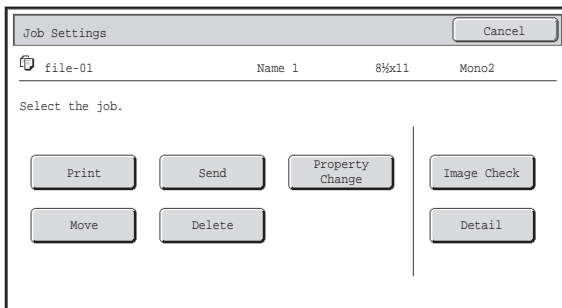 Job Settings
Cancel
file-01 Name 1 8½x11 Mono2
Select the job.
Print Send Property Change Image Check
Move Delete Detail